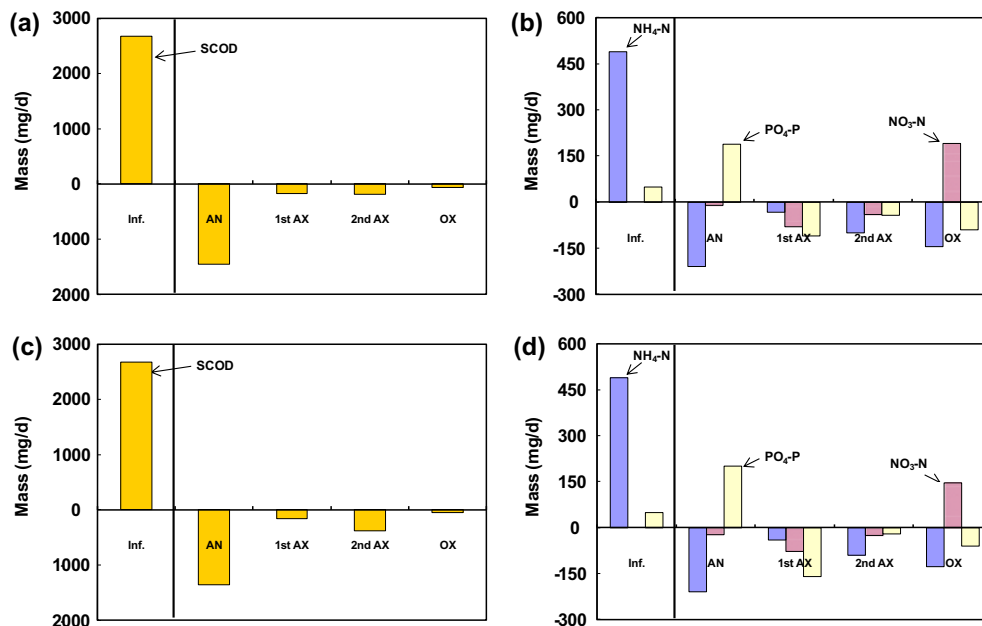 (a)
3000
2000
1000
0
1000
2000
Mass (mg/d)
SCOD
Inf.
AN
1st AX
2nd AX
OX
(b)
600
450
300
150
0
-150
-300
Mass (mg/d)
NH₄-N
PO₄-P
NO₃-N
Inf.
AN
1st AX
2nd AX
OX
(c)
3000
2000
1000
0
1000
2000
Mass (mg/d)
SCOD
Inf.
AN
1st AX
2nd AX
OX
(d)
600
450
300
150
0
-150
-300
Mass (mg/d)
NH₄-N
PO₄-P
NO₃-N
Inf.
AN
1st AX
2nd AX
OX